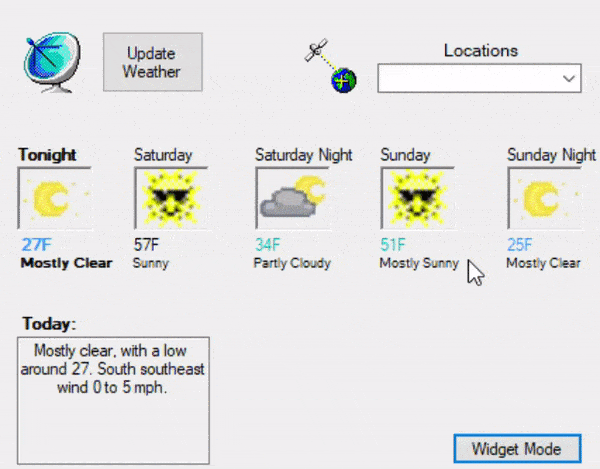 Update
Weather
Locations
Tonight
Saturday
Saturday Night
Sunday
Sunday Night
27F
57F
34F
51F
25F
Mostly Clear
Sunny
Partly Cloudy
Mostly Sunny
Mostly Clear
Today:
Mostly clear, with a low
around 27. South southeast
wind 0 to 5 mph.
Widget Mode